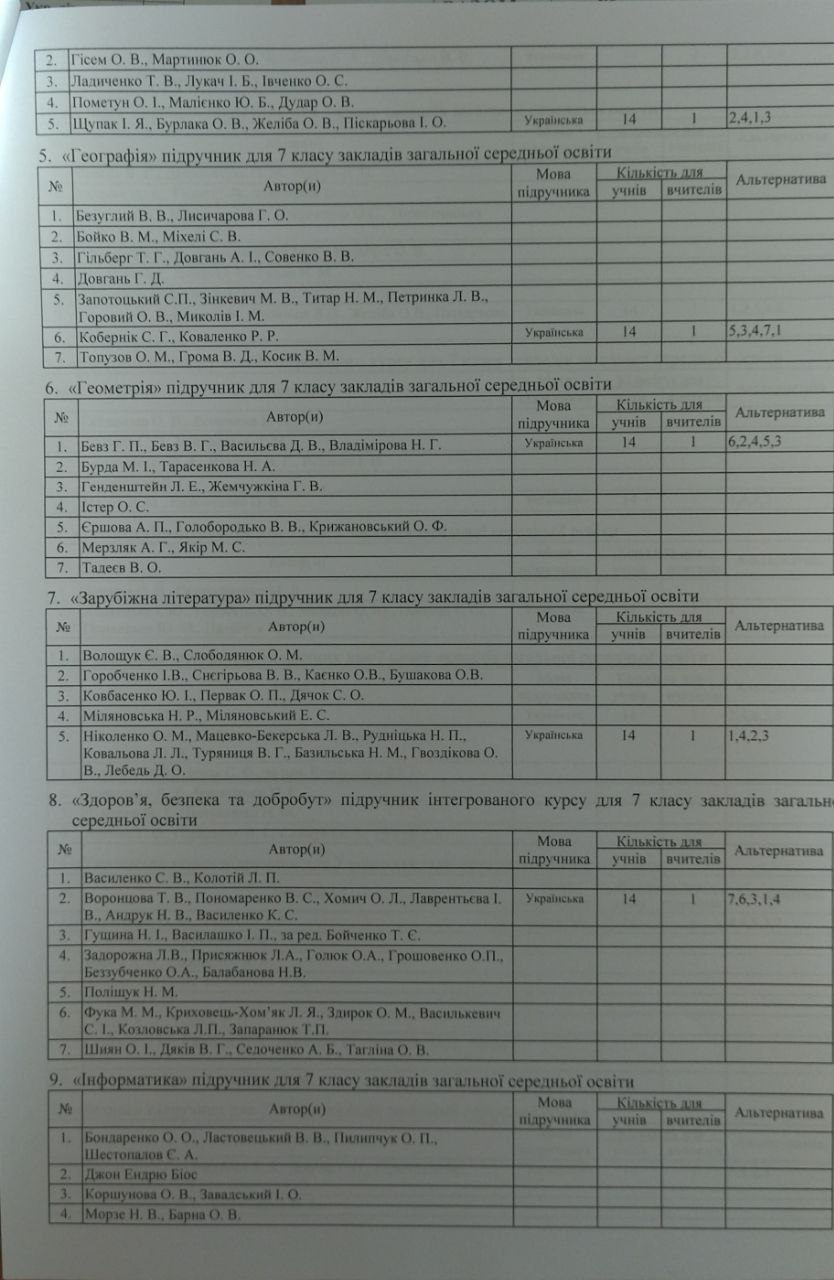 2. Гісем О. В., Мартинюк О. О.
3. Ладиченко Т. В., Лукач І. Б., Івченко О. С.
4. Пометун О. І., Малієнко Ю. Б., Дудар О. В.
5. Щупак І. Я., Бурлака О. В., Желіба О. В., Піскарьова І. О. Українська 14 1 2,4,1,3
5. «Географія» підручник для 7 класу закладів загальної середньої освіти
№ Автор(и) Мова підручника Кількість для учнів вчителів Альтернатива
1. Безуглий В. В., Лисичарова Г. О.
2. Бойко В. М., Міхелі С. В.
3. Гільберг Т. Г., Довгань А. І., Совенко В. В.
4. Довгань Г. Д.
5. Запотоцький С.П., Зінкевич М. В., Титар Н. М., Петринка Л. В.,
Горовий О. В., Миколів І. М.
6. Кобернік С. Г., Коваленко Р. Р. Українська 14 1 5,3,4,7,1
7. Топузов О. М., Грома В. Д., Косик В. М.
6. «Геометрія» підручник для 7 класу закладів загальної середньої освіти
№ Автор(и) Мова підручника Кількість для учнів вчителів Альтернатива
1. Бевз Г. П., Бевз В. Г., Васильєва Д. В., Владімірова Н. Г. Українська 14 1 6,2,4,5,3
2. Бурда М. І., Тарасенкова Н. А.
3. Генденштейн Л. Е., Жемчужкіна Г. В.
4. Істер О. С.
5. Єршова А. П., Голобородько В. В., Крижановський О. Ф.
6. Мерзляк А. Г., Якір М. С.
7. Тадеєв В. О.
7. «Зарубіжна література» підручник для 7 класу закладів загальної середньої освіти
№ Автор(и) Мова підручника Кількість для учнів вчителів Альтернатива
1. Волощук Є. В., Слободянюк О. М.
2. Горобченко І.В., Снєгірьова В. В., Каєнко О.В., Бушакова О.В.
3. Ковбасенко Ю. І., Первак О. П., Дячок С. О.
4. Міляновська Н. Р., Міляновський Е. С.
5. Ніколенко О. М., Мацевко-Бекерська Л. В., Рудніцька Н. П., Українська 14 1 1,4,2,3
Ковальова Л. Л., Туряниця В. Г., Базильська Н. М., Гвоздікова О.
В., Лебедь Д. О.
8. «Здоров’я, безпека та добробут» підручник інтегрованого курсу для 7 класу закладів загальн
середньої освіти
№ Автор(и) Мова підручника Кількість для учнів вчителів Альтернатива
1. Василенко С. В., Колотій Л. П.
2. Воронцова Т. В., Пономаренко В. С., Хомич О. Л., Лаврентьєва І. Українська 14 1 7,6,3,1,4
В., Андрук Н. В., Василенко К. С.
3. Гущина Н. І., Василашко І. П., за ред. Бойченко Т. Є.
4. Задорожна Л.В., Присяжнюк Л.А., Голюк О.А., Грошовенко О.П.,
Беззубченко О.А., Балабанова Н.В.
5. Поліщук Н. М.
6. Фука М. М., Криховець-Хом’як Л. Я., Здирок О. М., Василькевич
С. І., Козловська Л.П., Запаранюк Т.П.
7. Шиян О. І., Дяків В. Г., Седоченко А. Б., Тагліна О. В.
9. «Інформатика» підручник для 7 класу закладів загальної середньої освіти
№ Автор(и) Мова підручника Кількість для учнів вчителів Альтернатива
1. Бондаренко О. О., Ластовецький В. В., Пилипчук О. П.,
Шестопалов Є. А.
2. Джон Ендрю Біос
3. Коршунова О. В., Завадський І. О.
4. Морзе Н. В., Барна О. В.